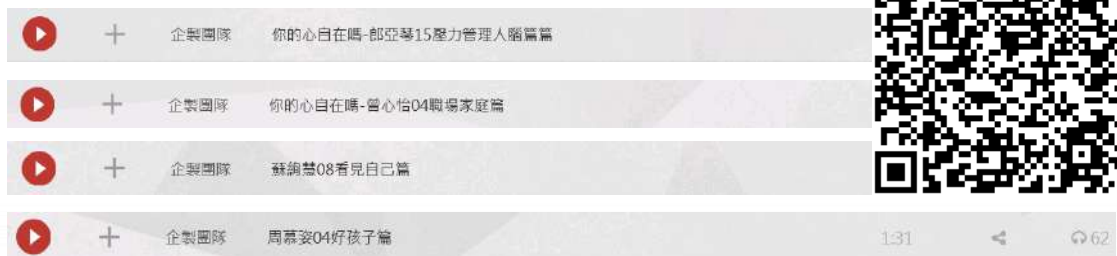 企製團隊 你的心自在嗎-郎亞琴15壓力管理人腦篇篇
企製團隊 你的心自在嗎-曾心怡04職場家庭篇
企製團隊 蘇絢慧08看見自己篇
企製團隊 周慕姿04好孩子篇 1:31 62